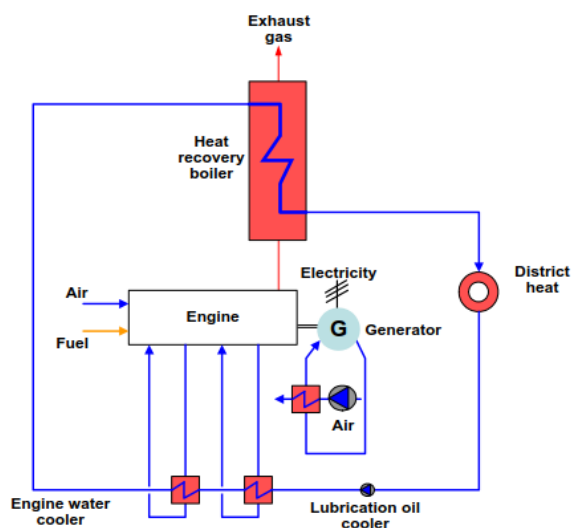 Exhaust
gas
Heat
recovery
boiler
Electricity
District
heat
Air
Engine
G
Generator
Fuel
Air
Engine water
cooler
Lubrication oil
cooler